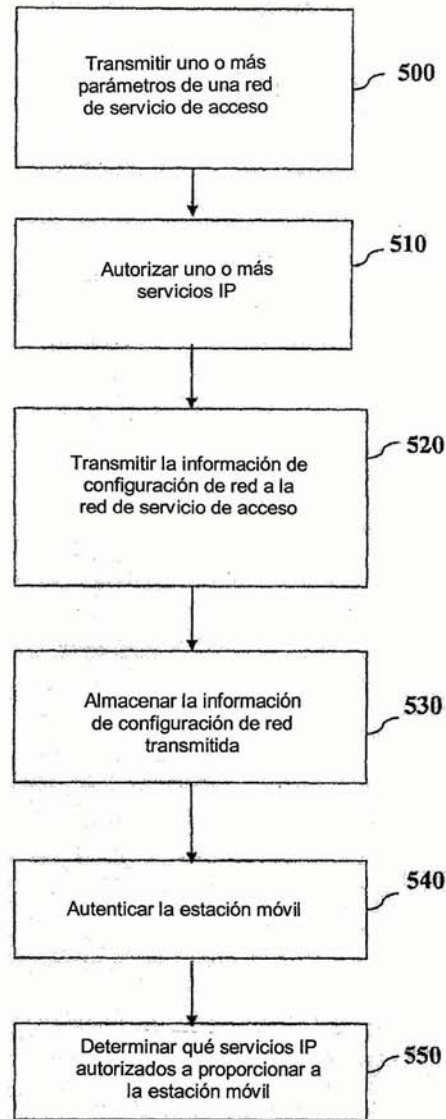 Transmitir uno o más
parámetros de una red
de servicio de acceso
500
Autorizar uno o más
servicios IP
510
Transmitir la información de
configuración de red a la
red de servicio de acceso
520
Almacenar la información
de configuración de red
transmitida
530
Autenticar la estación móvil
540
Determinar qué servicios IP
autorizados a proporcionar a
la estación móvil
550